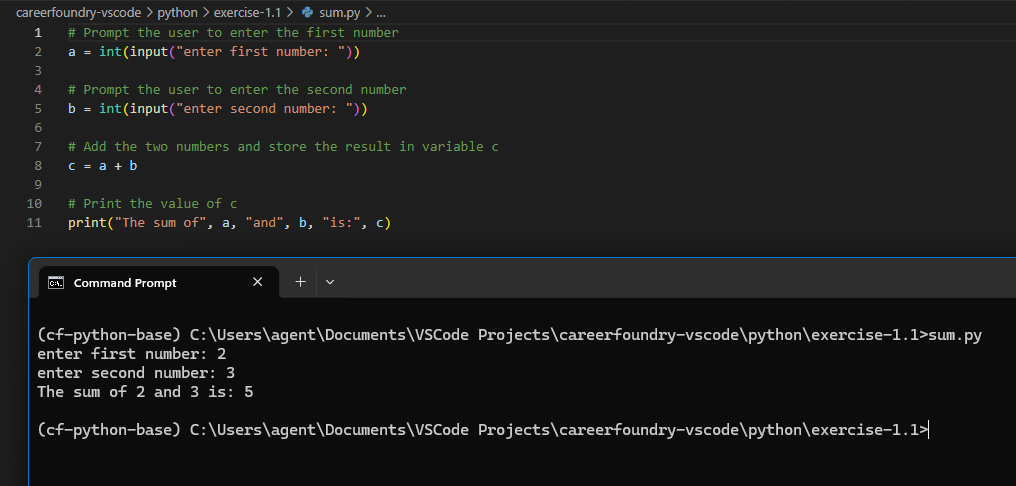 careerfoundry-vscode > python > exercise-1.1 > sum.py > ...
1 # Prompt the user to enter the first number
2 a = int(input("enter first number: "))
3
4 # Prompt the user to enter the second number
5 b = int(input("enter second number: "))
6
7 # Add the two numbers and store the result in variable c
8 c = a + b
9
10 # Print the value of c
11 print("The sum of", a, "and", b, "is:", c)
Command Prompt
(cf-python-base) C:\Users\agent\Documents\VSCode Projects\careerfoundry-vscode\python\exercise-1.1>sum.py
enter first number: 2
enter second number: 3
The sum of 2 and 3 is: 5
(cf-python-base) C:\Users\agent\Documents\VSCode Projects\careerfoundry-vscode\python\exercise-1.1>